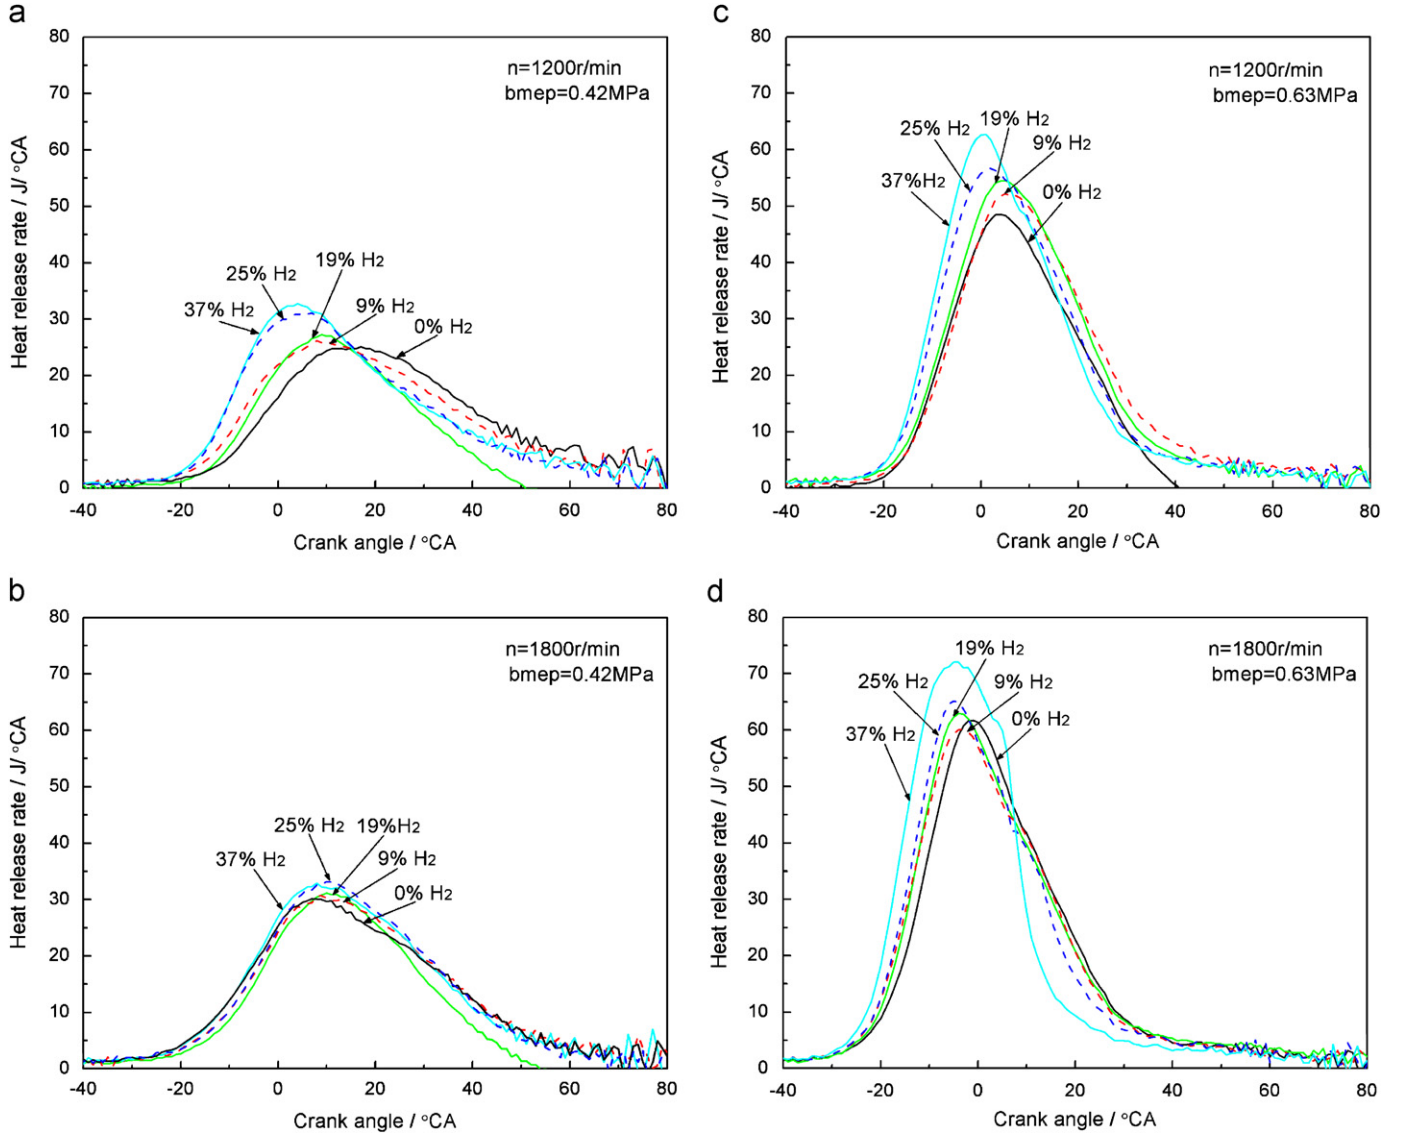 a
80
70
60
50
40
30
20
10
0
-40 -20 0 20 40 60 80
Heat release rate / J/ °CA
Crank angle / °CA
n=1200r/min
bmep=0.42MPa
19% H2
25% H2
37% H2
9% H2
0% H2
c
80
70
60
50
40
30
20
10
0
-40 -20 0 20 40 60 80
Heat release rate / J/ °CA
Crank angle / °CA
n=1200r/min
bmep=0.63MPa
19% H2
25% H2
9% H2
37%H2
0% H2
b
80
70
60
50
40
30
20
10
0
-40 -20 0 20 40 60 80
Heat release rate / J/ °CA
Crank angle / °CA
n=1800r/min
bmep=0.42MPa
25% H2
19%H2
37% H2
9% H2
0% H2
d
80
70
60
50
40
30
20
10
0
-40 -20 0 20 40 60 80
Heat release rate / J/ °CA
Crank angle / °CA
n=1800r/min
bmep=0.63MPa
19% H2
25% H2
9% H2
0% H2
37% H2